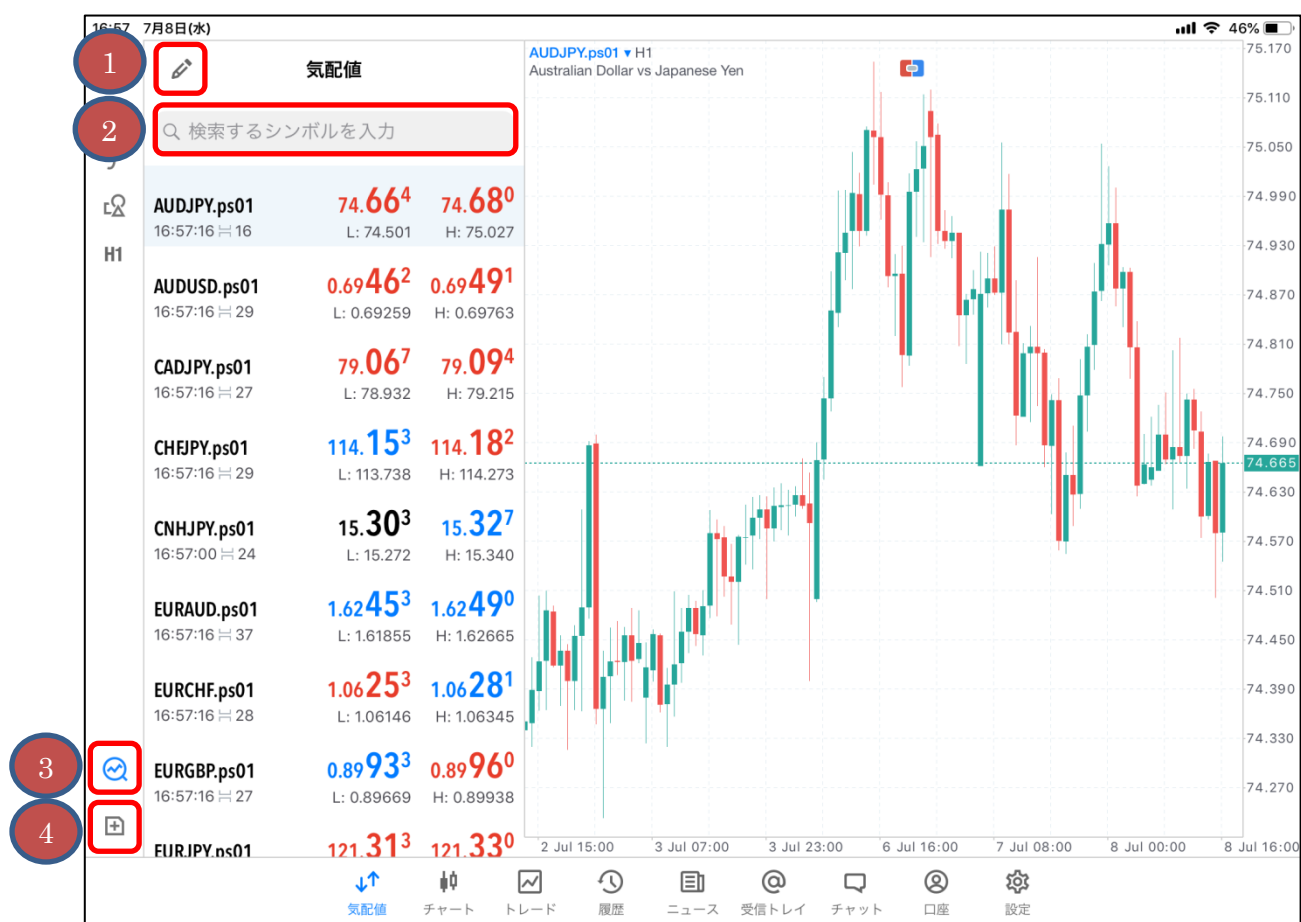 16:57 7月8日(水) 46%
1
気配値
2
検索するシンボルを入力
H1
AUDJPY.ps01 74.664 74.680
16:57:16 16 L: 74.501 H: 75.027
AUDUSD.ps01 0.69462 0.69491
16:57:16 29 L: 0.69259 H: 0.69763
CADJPY.ps01 79.067 79.094
16:57:16 27 L: 78.932 H: 79.215
CHFJPY.ps01 114.153 114.182
16:57:16 29 L: 113.738 H: 114.273
CNHJPY.ps01 15.303 15.327
16:57:00 24 L: 15.272 H: 15.340
EURAUD.ps01 1.62453 1.62490
16:57:16 37 L: 1.61855 H: 1.62665
EURCHF.ps01 1.06253 1.06281
16:57:16 28 L: 1.06146 H: 1.06345
3
EURGBP.ps01 0.89933 0.89960
16:57:16 27 L: 0.89669 H: 0.89938
4
EURJPY.ps01 121.313 121.330
AUDJPY.ps01 ▾ H1
Australian Dollar vs Japanese Yen
75.170
75.110
75.050
74.990
74.930
74.870
74.810
74.750
74.690
74.665
74.630
74.570
74.510
74.450
74.390
74.330
74.270
2 Jul 15:00 3 Jul 07:00 3 Jul 23:00 6 Jul 16:00 7 Jul 08:00 8 Jul 00:00 8 Jul 16:00
気配値 チャート トレード 履歴 ニュース 受信トレイ チャット 口座 設定